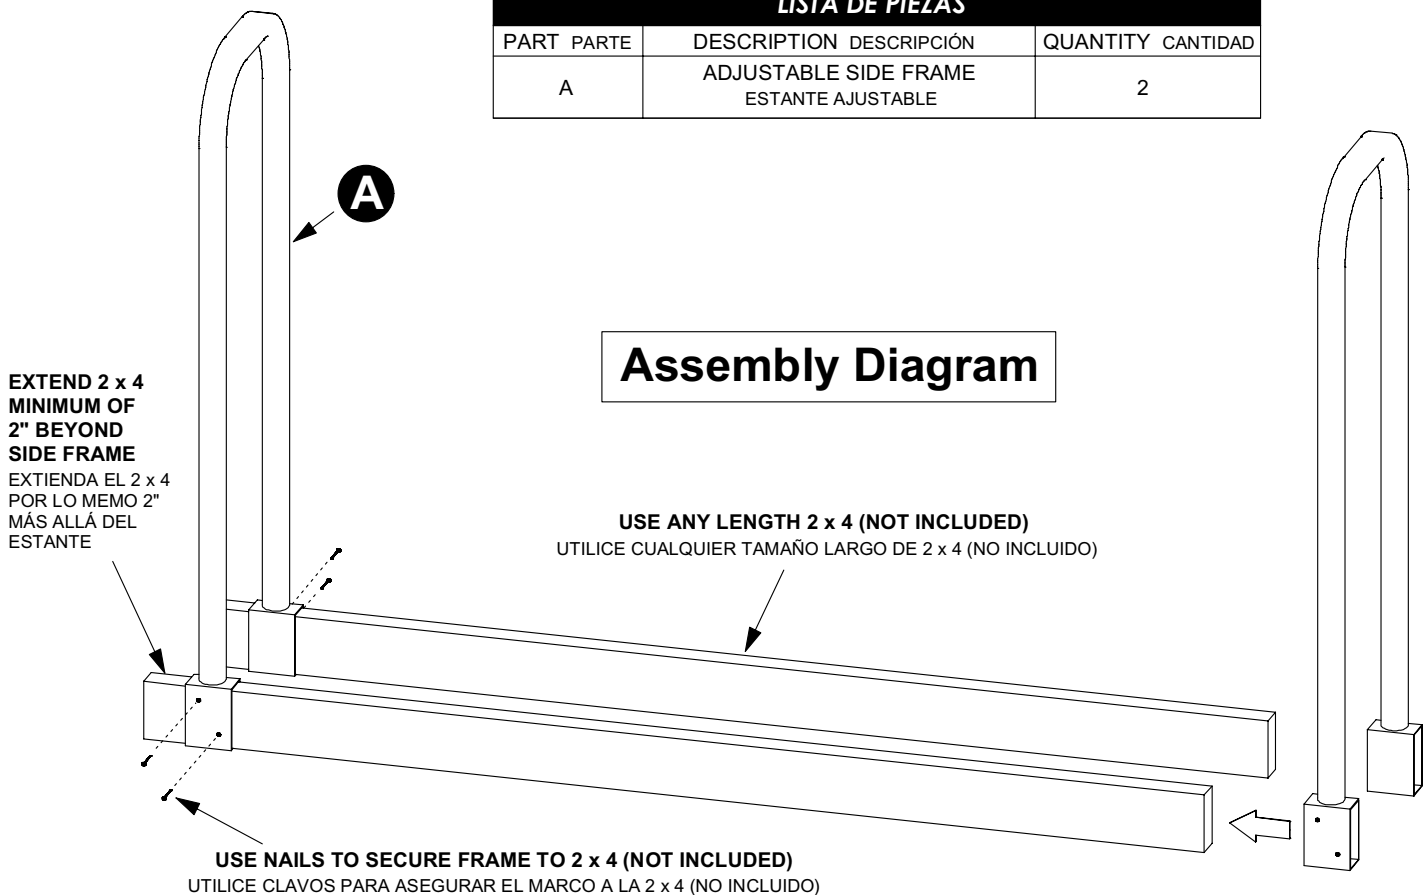 LISTA DE PIEZAS
PART PARTE DESCRIPTION DESCRIPCIÓN QUANTITY CANTIDAD
A ADJUSTABLE SIDE FRAME 2
ESTANTE AJUSTABLE
A
Assembly Diagram
EXTEND 2 x 4
MINIMUM OF
2" BEYOND
SIDE FRAME
EXTIENDA EL 2 x 4
POR LO MEMO 2"
MÁS ALLÁ DEL
ESTANTE
USE ANY LENGTH 2 x 4 (NOT INCLUDED)
UTILICE CUALQUIER TAMAÑO LARGO DE 2 x 4 (NO INCLUIDO)
USE NAILS TO SECURE FRAME TO 2 x 4 (NOT INCLUDED)
UTILICE CLAVOS PARA ASEGURAR EL MARCO A LA 2 x 4 (NO INCLUIDO)